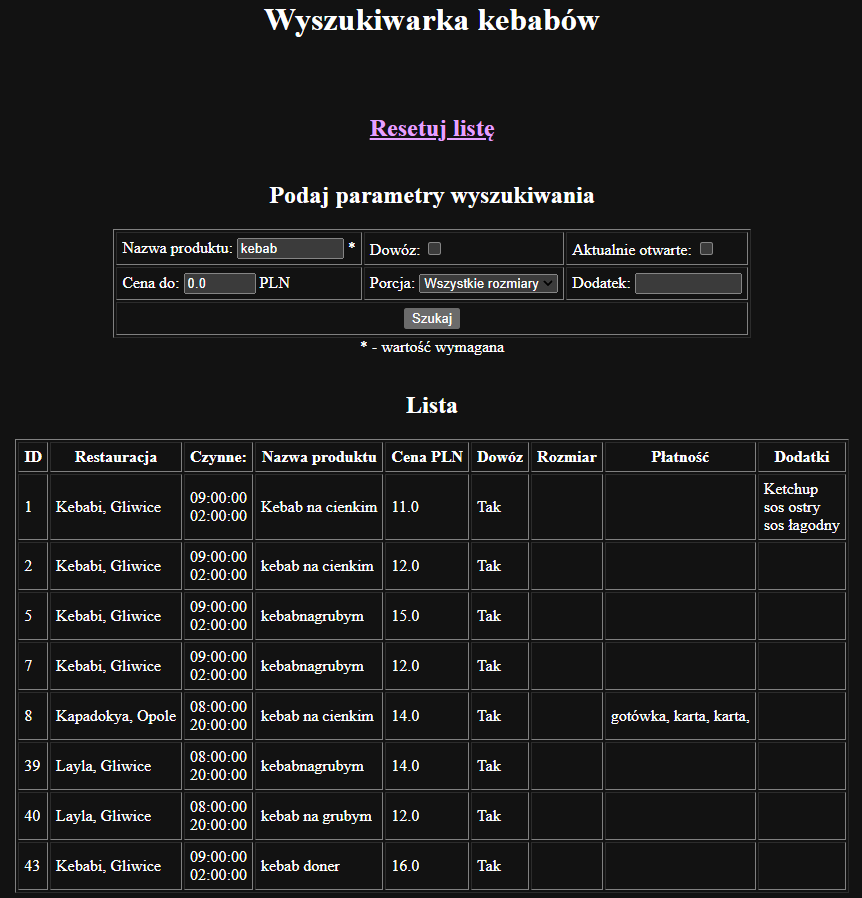 Wyszukiwarka kebabów
Resetuj listę
Podaj parametry wyszukiwania
Nazwa produktu: kebab * Dowóz: Aktualnie otwarte:
Cena do: 0.0 PLN Porcja: Wszystkie rozmiary Dodatek:
Szukaj
* - wartość wymagana
Lista
ID Restauracja Czynne: Nazwa produktu Cena PLN Dowóz Rozmiar Płatność Dodatki
1 Kebabi, Gliwice 09:00:00 02:00:00 Kebab na cienkim 11.0 Tak Ketchup sos ostry sos łagodny
2 Kebabi, Gliwice 09:00:00 02:00:00 kebab na cienkim 12.0 Tak
5 Kebabi, Gliwice 09:00:00 02:00:00 kebabnagrubym 15.0 Tak
7 Kebabi, Gliwice 09:00:00 02:00:00 kebabnagrubym 12.0 Tak
8 Kapadokya, Opole 08:00:00 20:00:00 kebab na cienkim 14.0 Tak gotówka, karta, karta,
39 Layla, Gliwice 08:00:00 20:00:00 kebabnagrubym 14.0 Tak
40 Layla, Gliwice 08:00:00 20:00:00 kebab na grubym 12.0 Tak
43 Kebabi, Gliwice 09:00:00 02:00:00 kebab doner 16.0 Tak